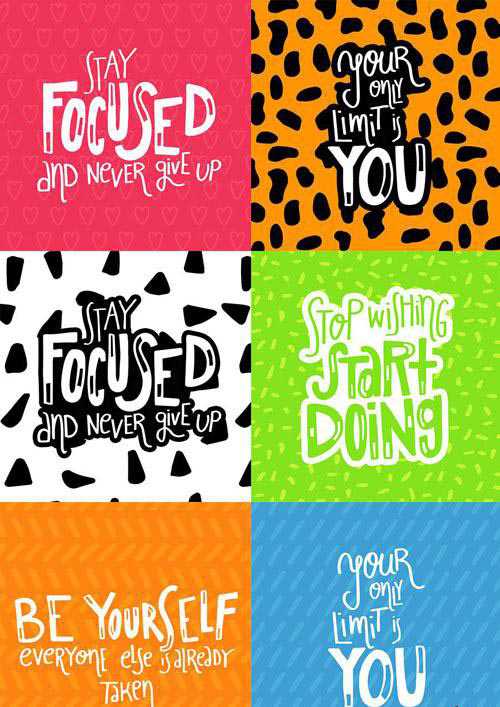 STAY
FOCUSED
and NEVER giVE UP
YOUR
only
Limit is
YOU
STAY
FOCUSED
and NEVER giVE UP
STOP WISHING
START
DOING
BE YOURSELF
everyone else is already
Taken
YOUR
only
Limit is
YOU